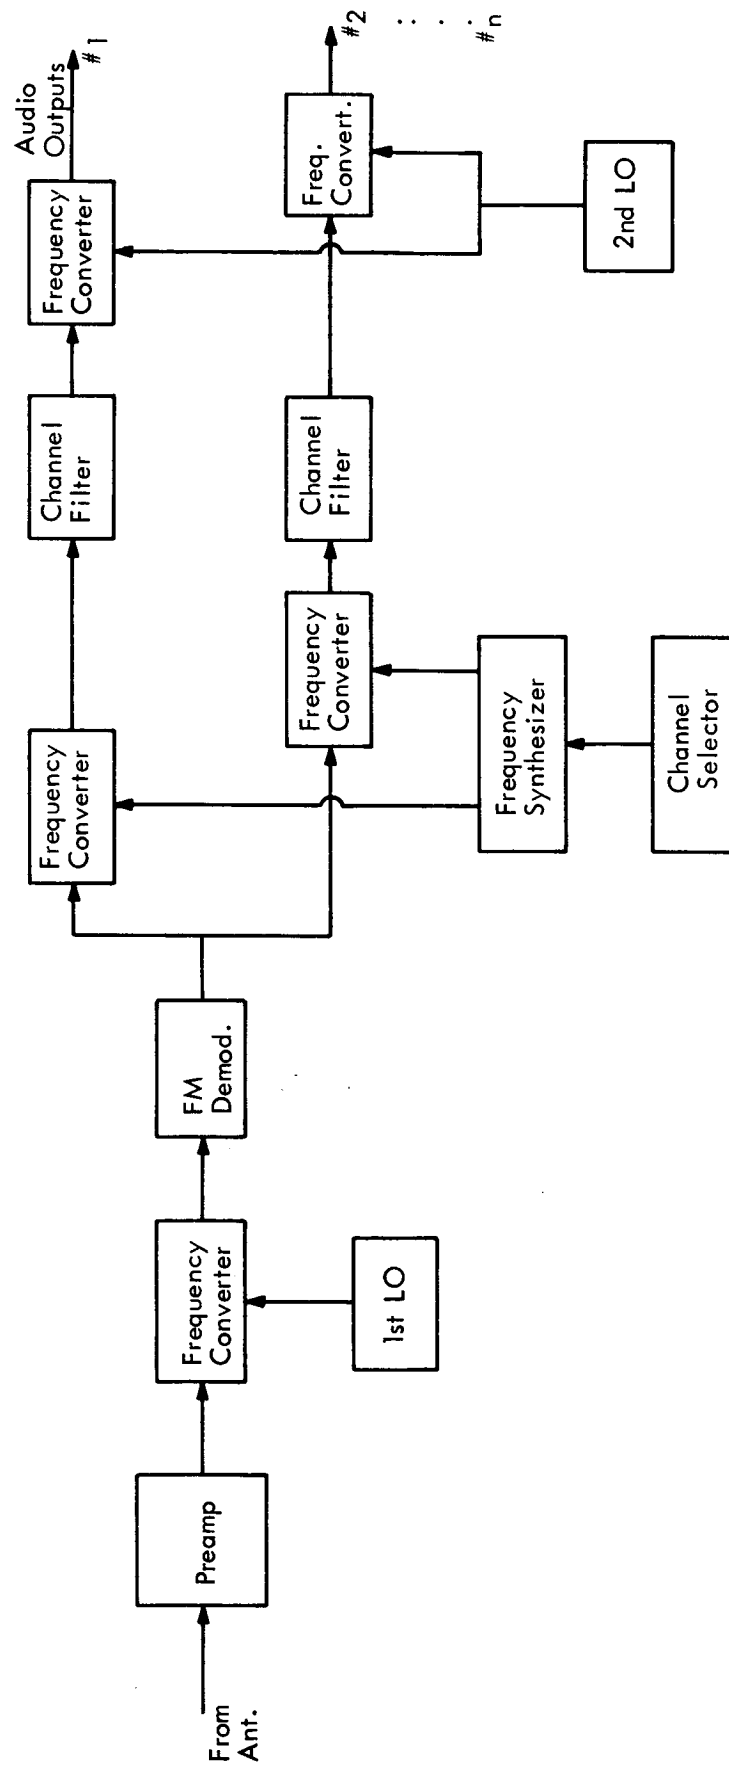 From
Ant.
Preamp
Frequency
Converter
1st LO
FM
Demod.
Frequency
Converter
Channel
Filter
Frequency
Converter
Audio
Outputs
#1
Frequency
Converter
Channel
Filter
Freq.
Convert.
#2
.
.
.
#n
Frequency
Synthesizer
Channel
Selector
2nd LO